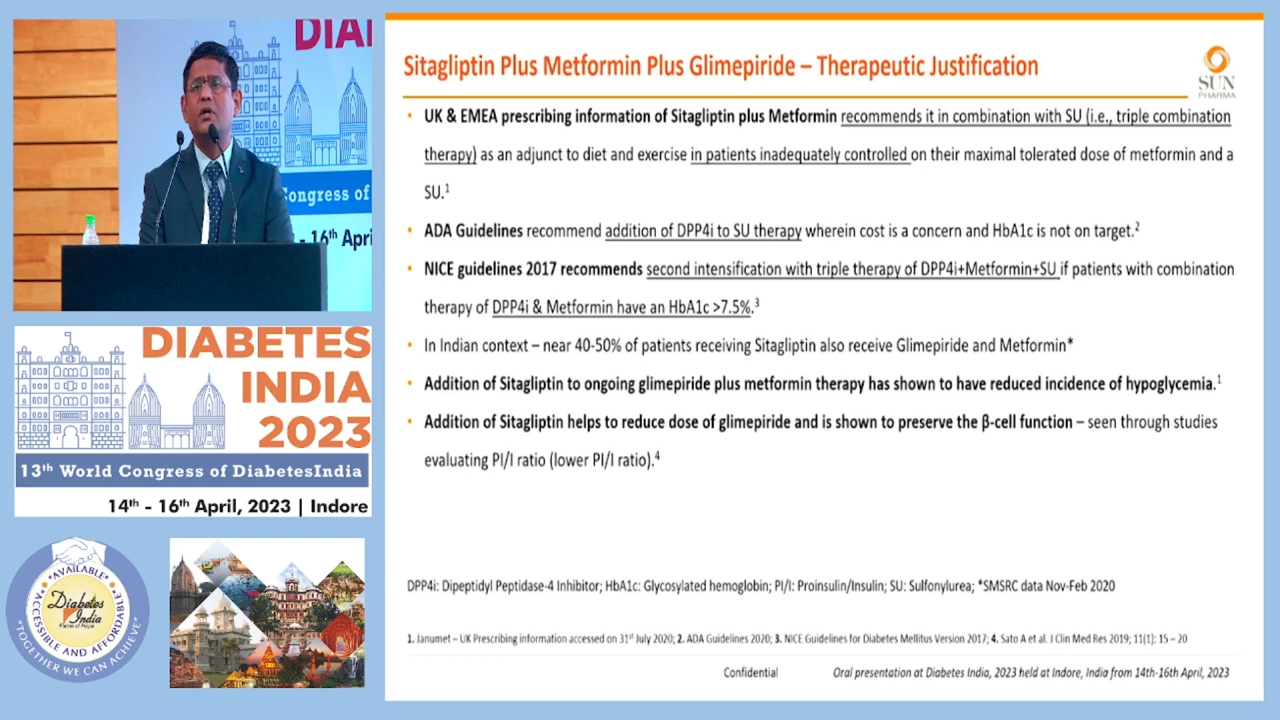 DIAI
Congress of
- 16th Apri
DIABETES
INDIA
2023
13th World Congress of DiabetesIndia
14th - 16th April, 2023 | Indore
*AVAILABLE*
*ACCESSIBLE AND AFFORDABLE*
Diabetes
India
"TOGETHER WE CAN ACHIEVE"
Sitagliptin Plus Metformin Plus Glimepiride – Therapeutic Justification
SUN
PHARMA
• UK & EMEA prescribing information of Sitagliptin plus Metformin recommends it in combination with SU (i.e., triple combination
therapy) as an adjunct to diet and exercise in patients inadequately controlled on their maximal tolerated dose of metformin and a
SU.1
• ADA Guidelines recommend addition of DPP4i to SU therapy wherein cost is a concern and HbA1c is not on target.2
• NICE guidelines 2017 recommends second intensification with triple therapy of DPP4i+Metformin+SU if patients with combination
therapy of DPP4i & Metformin have an HbA1c >7.5%.3
• In Indian context – near 40-50% of patients receiving Sitagliptin also receive Glimepiride and Metformin*
• Addition of Sitagliptin to ongoing glimepiride plus metformin therapy has shown to have reduced incidence of hypoglycemia.1
• Addition of Sitagliptin helps to reduce dose of glimepiride and is shown to preserve the β-cell function – seen through studies
evaluating PI/I ratio (lower PI/I ratio).4
DPP4i: Dipeptidyl Peptidase-4 Inhibitor; HbA1c: Glycosylated hemoglobin; PI/I: Proinsulin/Insulin; SU: Sulfonylurea; *SMSRC data Nov-Feb 2020
1. Janumet – UK Prescribing information accessed on 31st July 2020; 2. ADA Guidelines 2020; 3. NICE Guidelines for Diabetes Mellitus Version 2017; 4. Sato A et al. J Clin Med Res 2019; 11(1): 15 – 20
Confidential
Oral presentation at Diabetes India, 2023 held at Indore, India from 14th-16th April, 2023